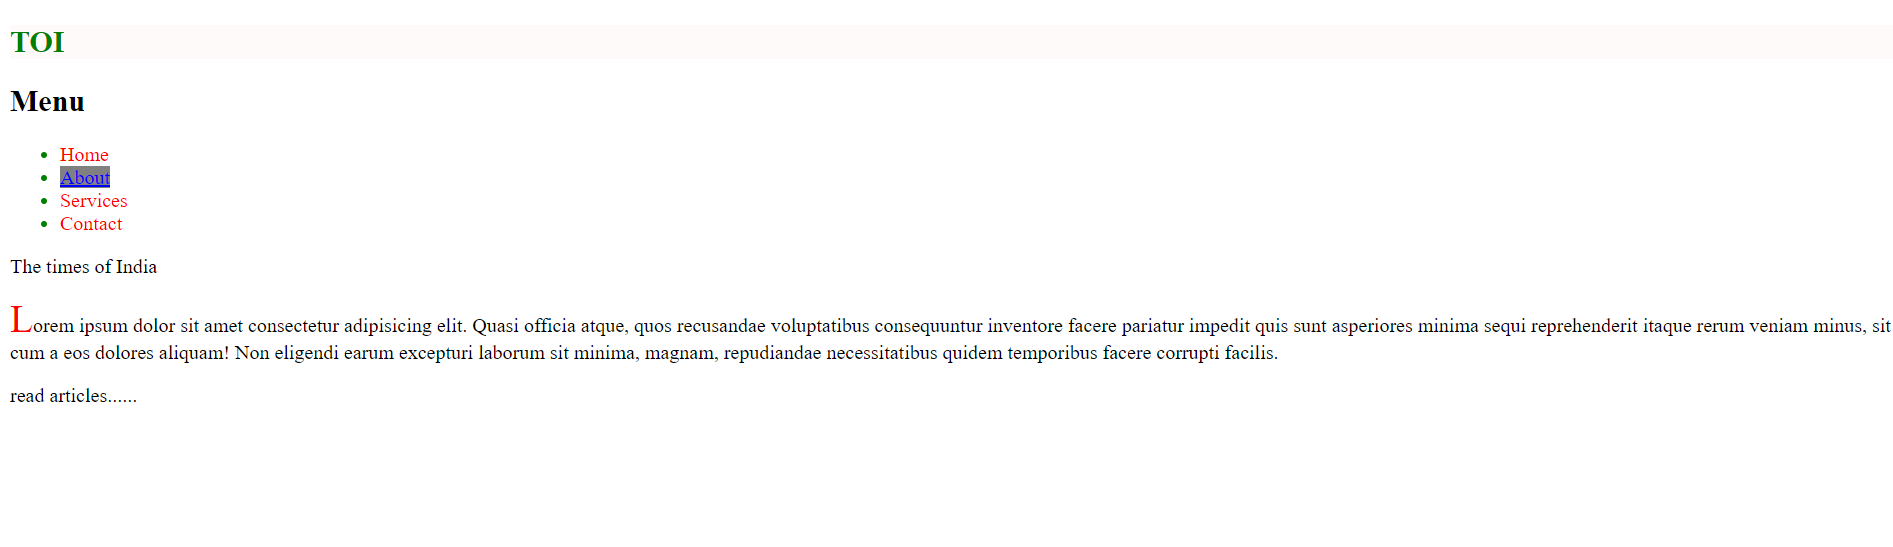 TOI
Menu
Home
About
Services
Contact
The times of India
Lorem ipsum dolor sit amet consectetur adipisicing elit. Quasi officia atque, quos recusandae voluptatibus consequuntur inventore facere pariatur impedit quis sunt asperiores minima sequi reprehenderit itaque rerum veniam minus, sit
cum a eos dolores aliquam! Non eligendi earum excepturi laborum sit minima, magnam, repudiandae necessitatibus quidem temporibus facere corrupti facilis.
read articles......